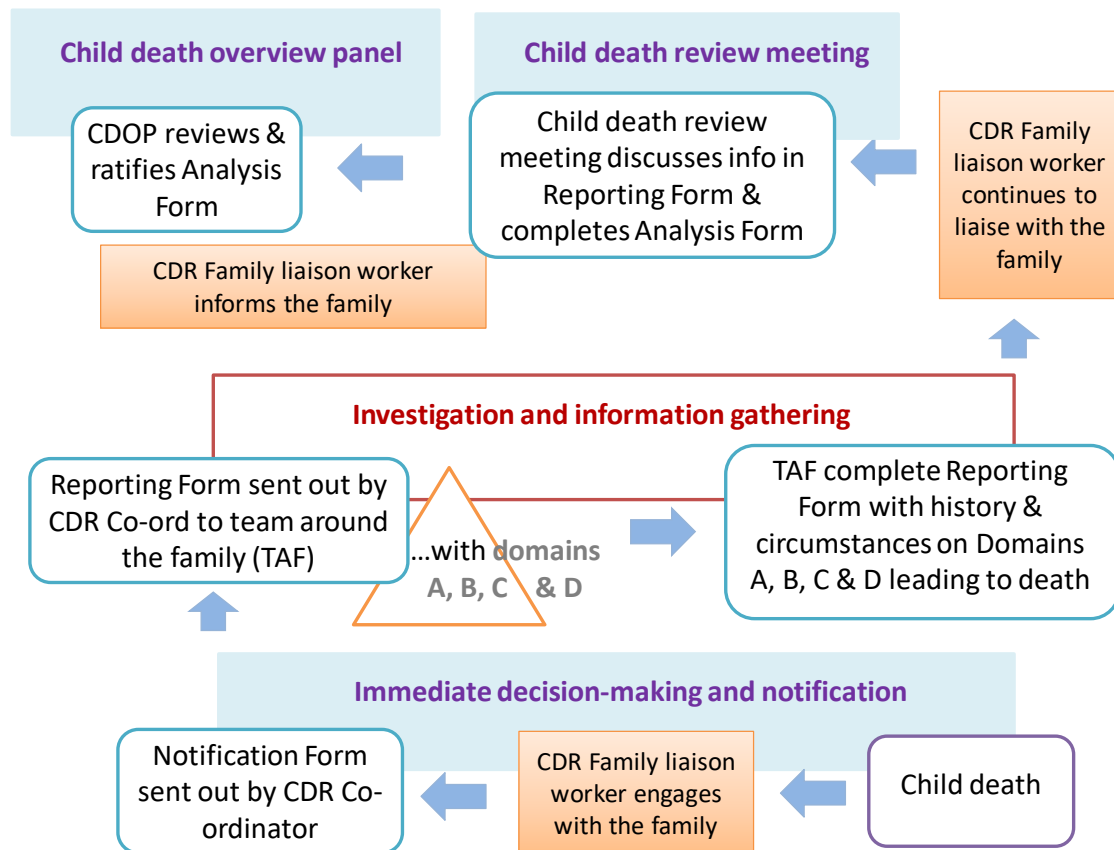 Child death overview panel
Child death review meeting
CDOP reviews &
ratifies Analysis
Form
Child death review
meeting discusses info in
Reporting Form &
completes Analysis Form
CDR Family
liaison worker
continues to
liaise with the
family
CDR Family liaison worker
informs the family
Investigation and information gathering
Reporting Form sent out by
CDR Co-ord to team around
the family (TAF)
...with domains
A, B, C & D
TAF complete Reporting
Form with history &
circumstances on Domains
A, B, C & D leading to death
Immediate decision-making and notification
Notification Form
sent out by CDR Co-
ordinator
CDR Family liaison
worker engages
with the family
Child death